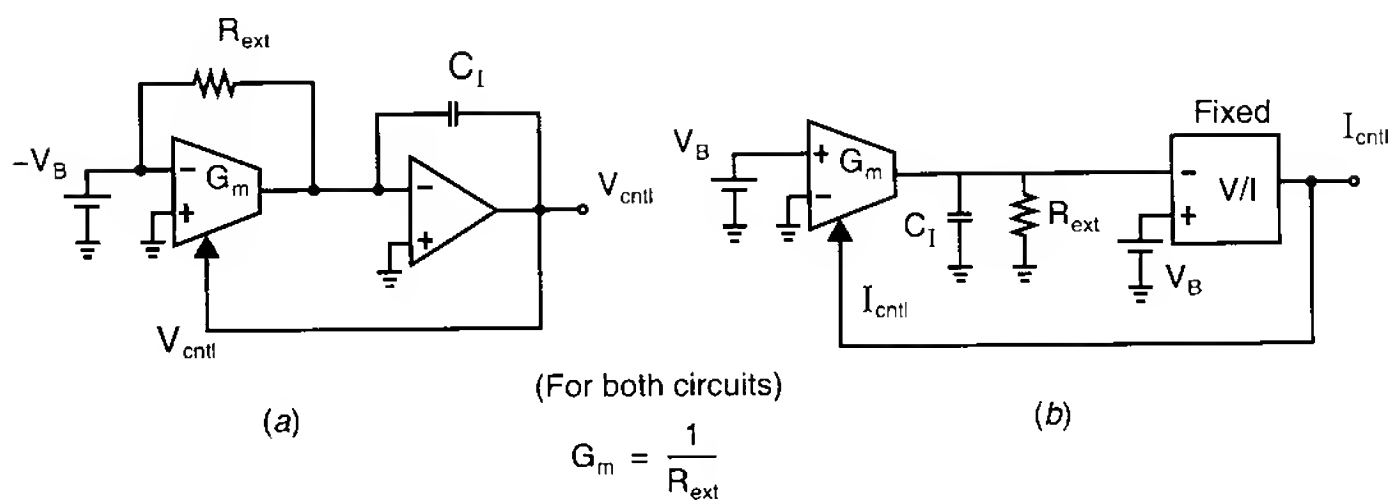 R_ext
C_I
−V_B
−
G_m
+
−
+
V_cntl
V_cntl
(a)
V_B
+
G_m
−
C_I
R_ext
Fixed
−
V/I
+
V_B
I_cntl
I_cntl
(b)
(For both circuits)
G_m = 1/R_ext